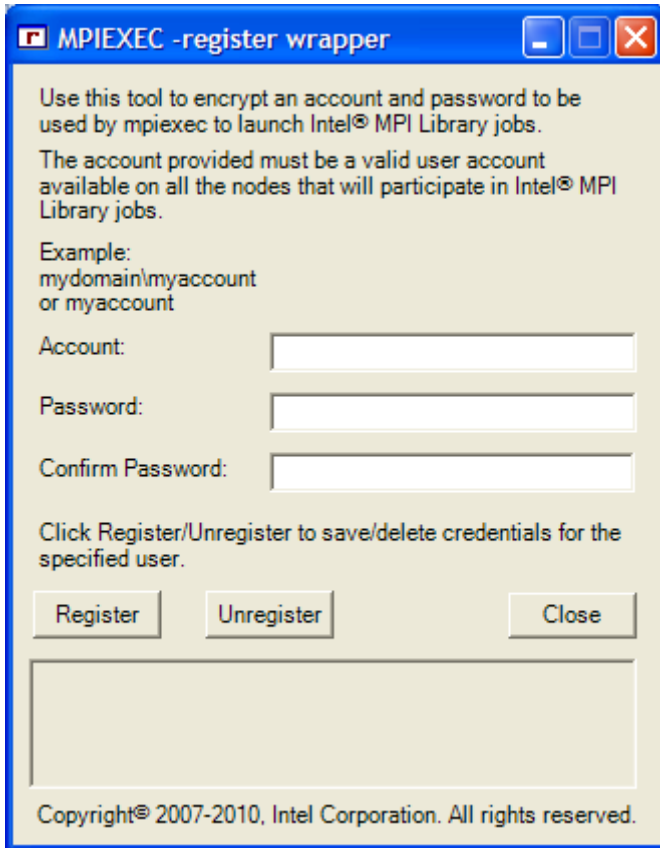 MPIEXEC -register wrapper
Use this tool to encrypt an account and password to be
used by mpiexec to launch Intel® MPI Library jobs.
The account provided must be a valid user account
available on all the nodes that will participate in Intel® MPI
Library jobs.
Example:
mydomain\myaccount
or myaccount
Account:
Password:
Confirm Password:
Click Register/Unregister to save/delete credentials for the
specified user.
Register Unregister Close
Copyright© 2007-2010, Intel Corporation. All rights reserved.